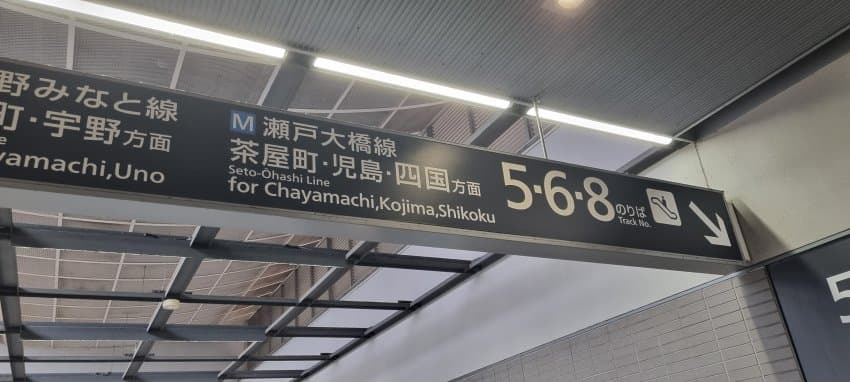 野みなと線
町・宇野方面
yamachi,Uno
M 瀬戸大橋線
茶屋町・児島・四国方面
Seto-Ōhashi Line
for Chayamachi,Kojima,Shikoku
5・6・8のりば
Track No.
5